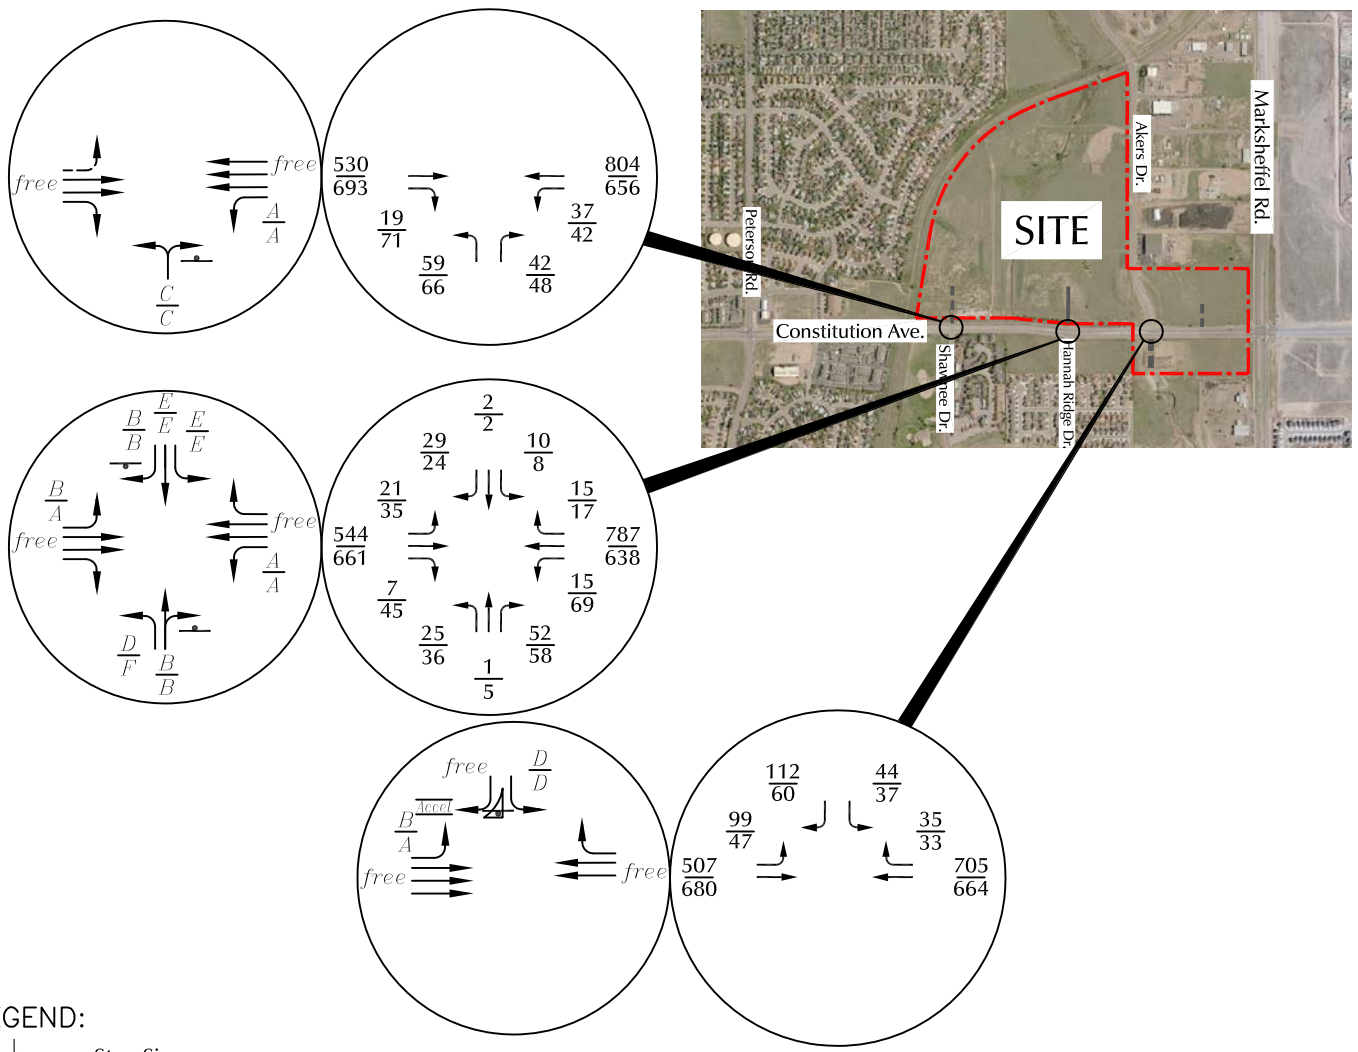 free
free
A
A
C
C
530
693
19
71
59
66
804
656
37
42
42
48
SITE
Akers Dr.
Marksheffel Rd.
Peterson Rd.
Constitution Ave.
Shawnee Dr.
Hannah Ridge Dr.
B
B
E
E
E
E
B
A
free
free
A
A
D
F
B
B
2
2
29
24
10
8
21
35
15
17
544
661
787
638
7
45
15
69
25
36
52
58
1
5
free
D
D
Accel
B
A
free
free
112
60
44
37
99
47
35
33
507
680
705
664
GEND: